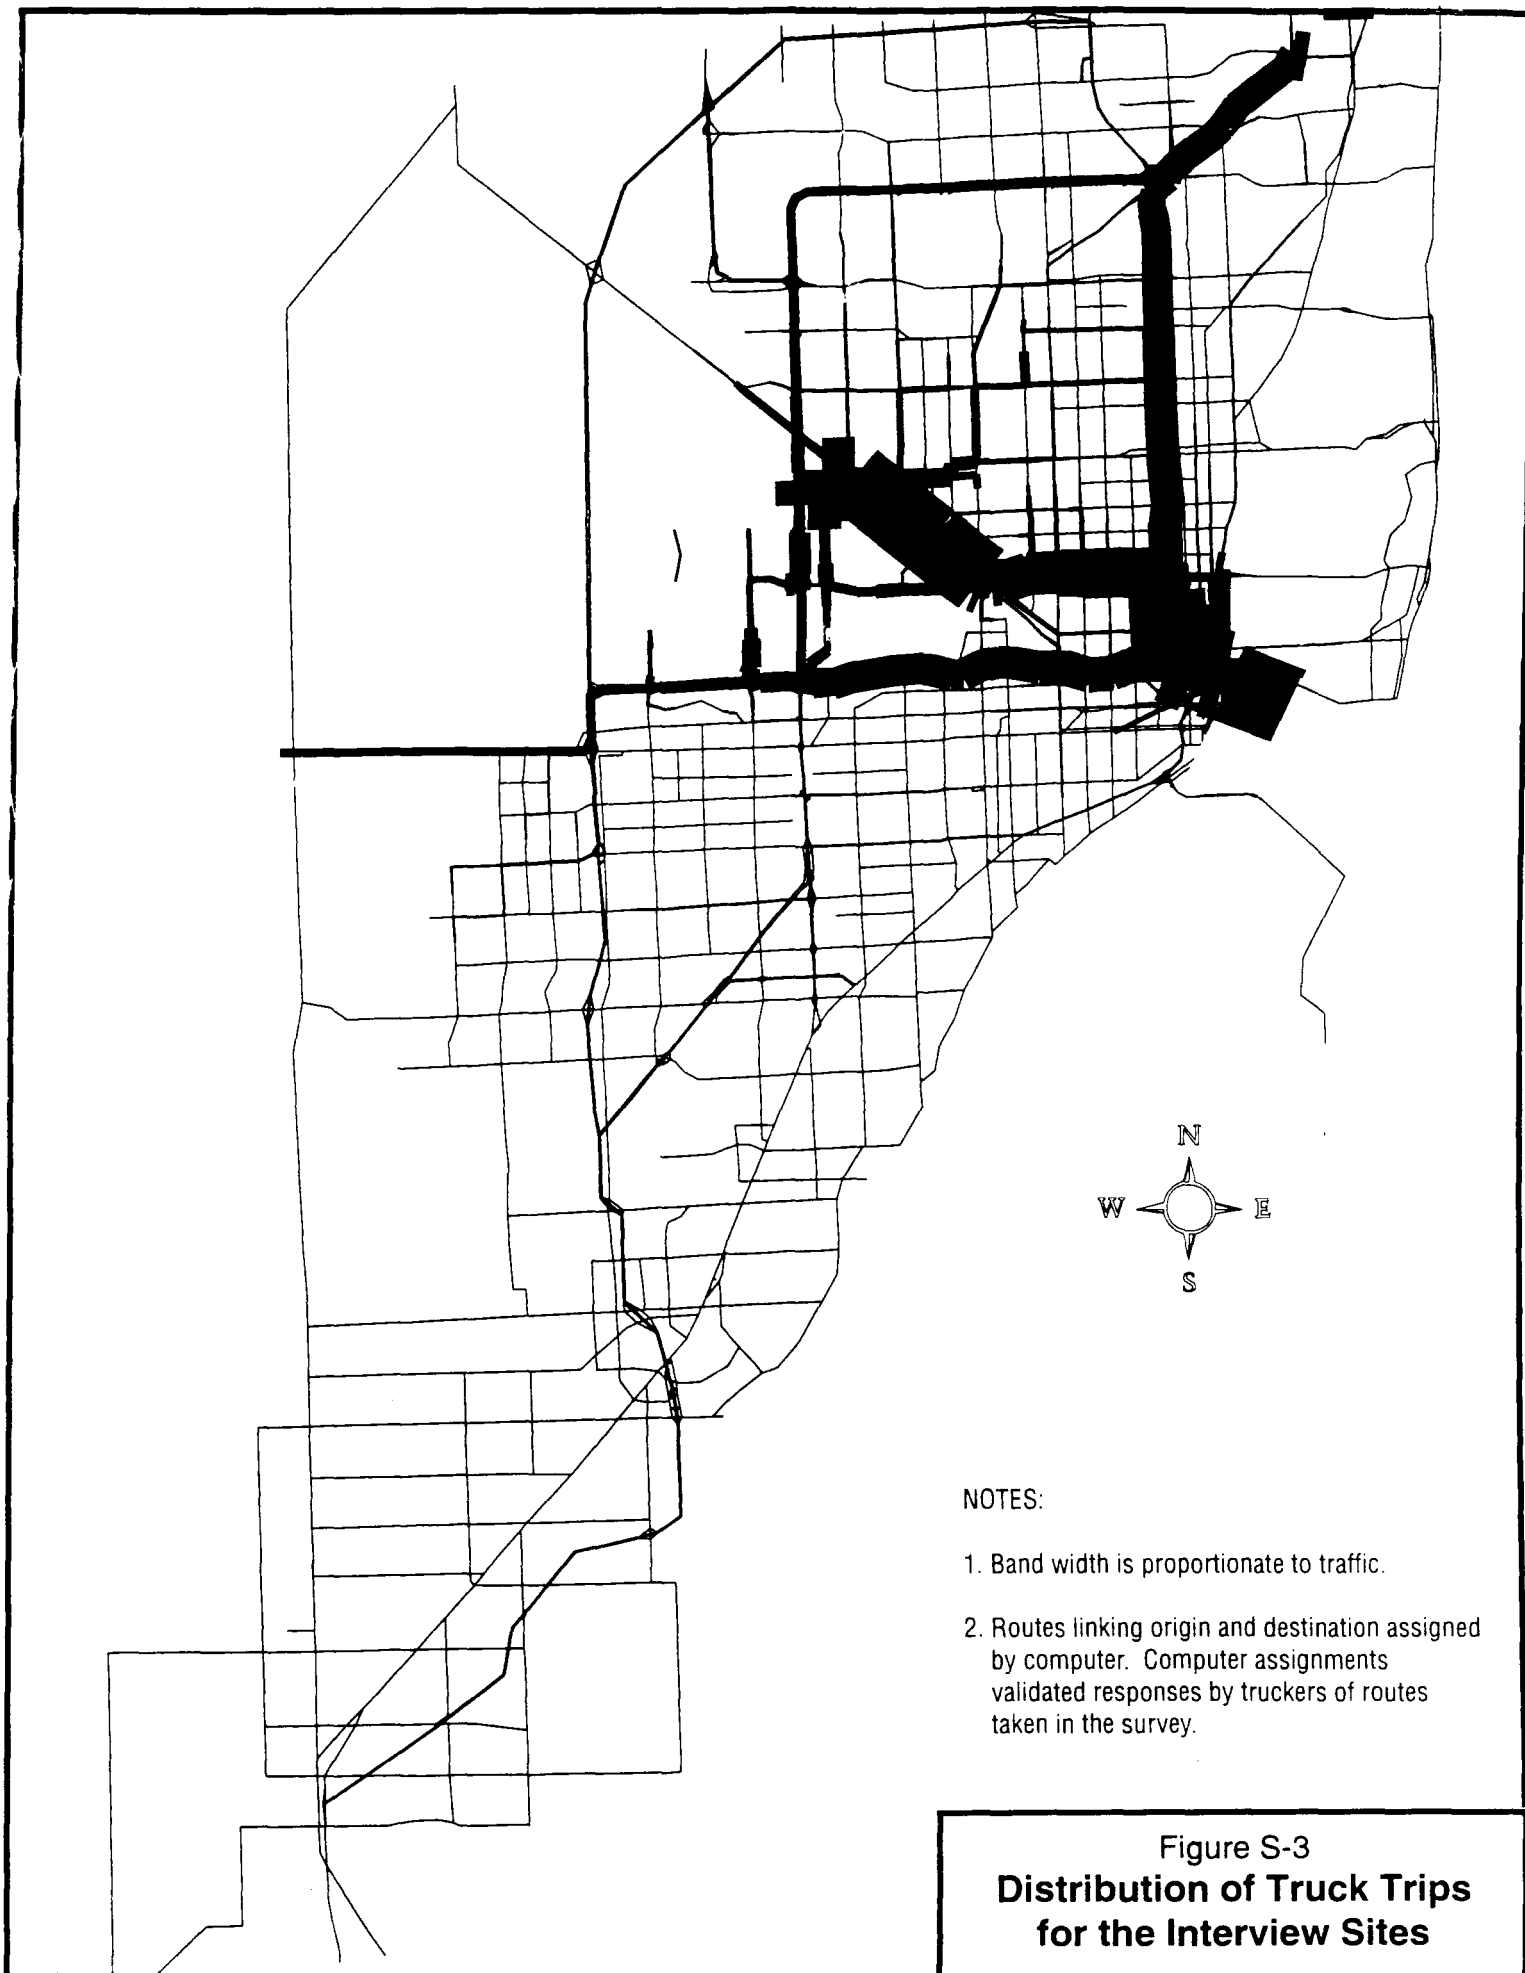 N
W E
S
NOTES:
1. Band width is proportionate to traffic.
2. Routes linking origin and destination assigned
by computer. Computer assignments
validated responses by truckers of routes
taken in the survey.
Figure S-3
Distribution of Truck Trips
for the Interview Sites